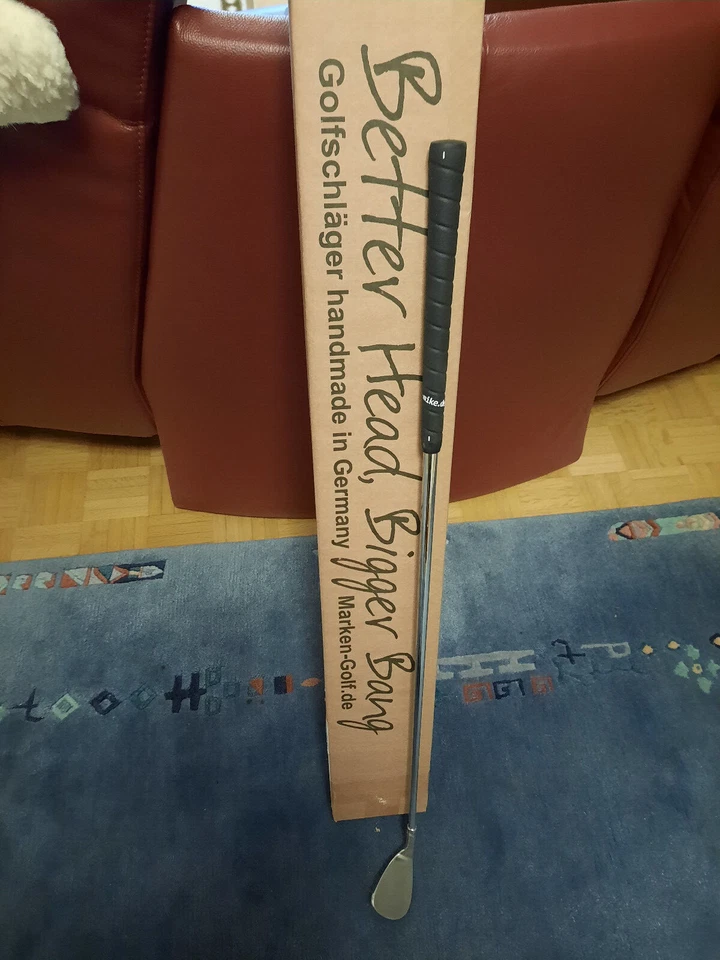 Better Head, Bigger Bang
Golfschläger handmade in Germany Marken-Golf.de